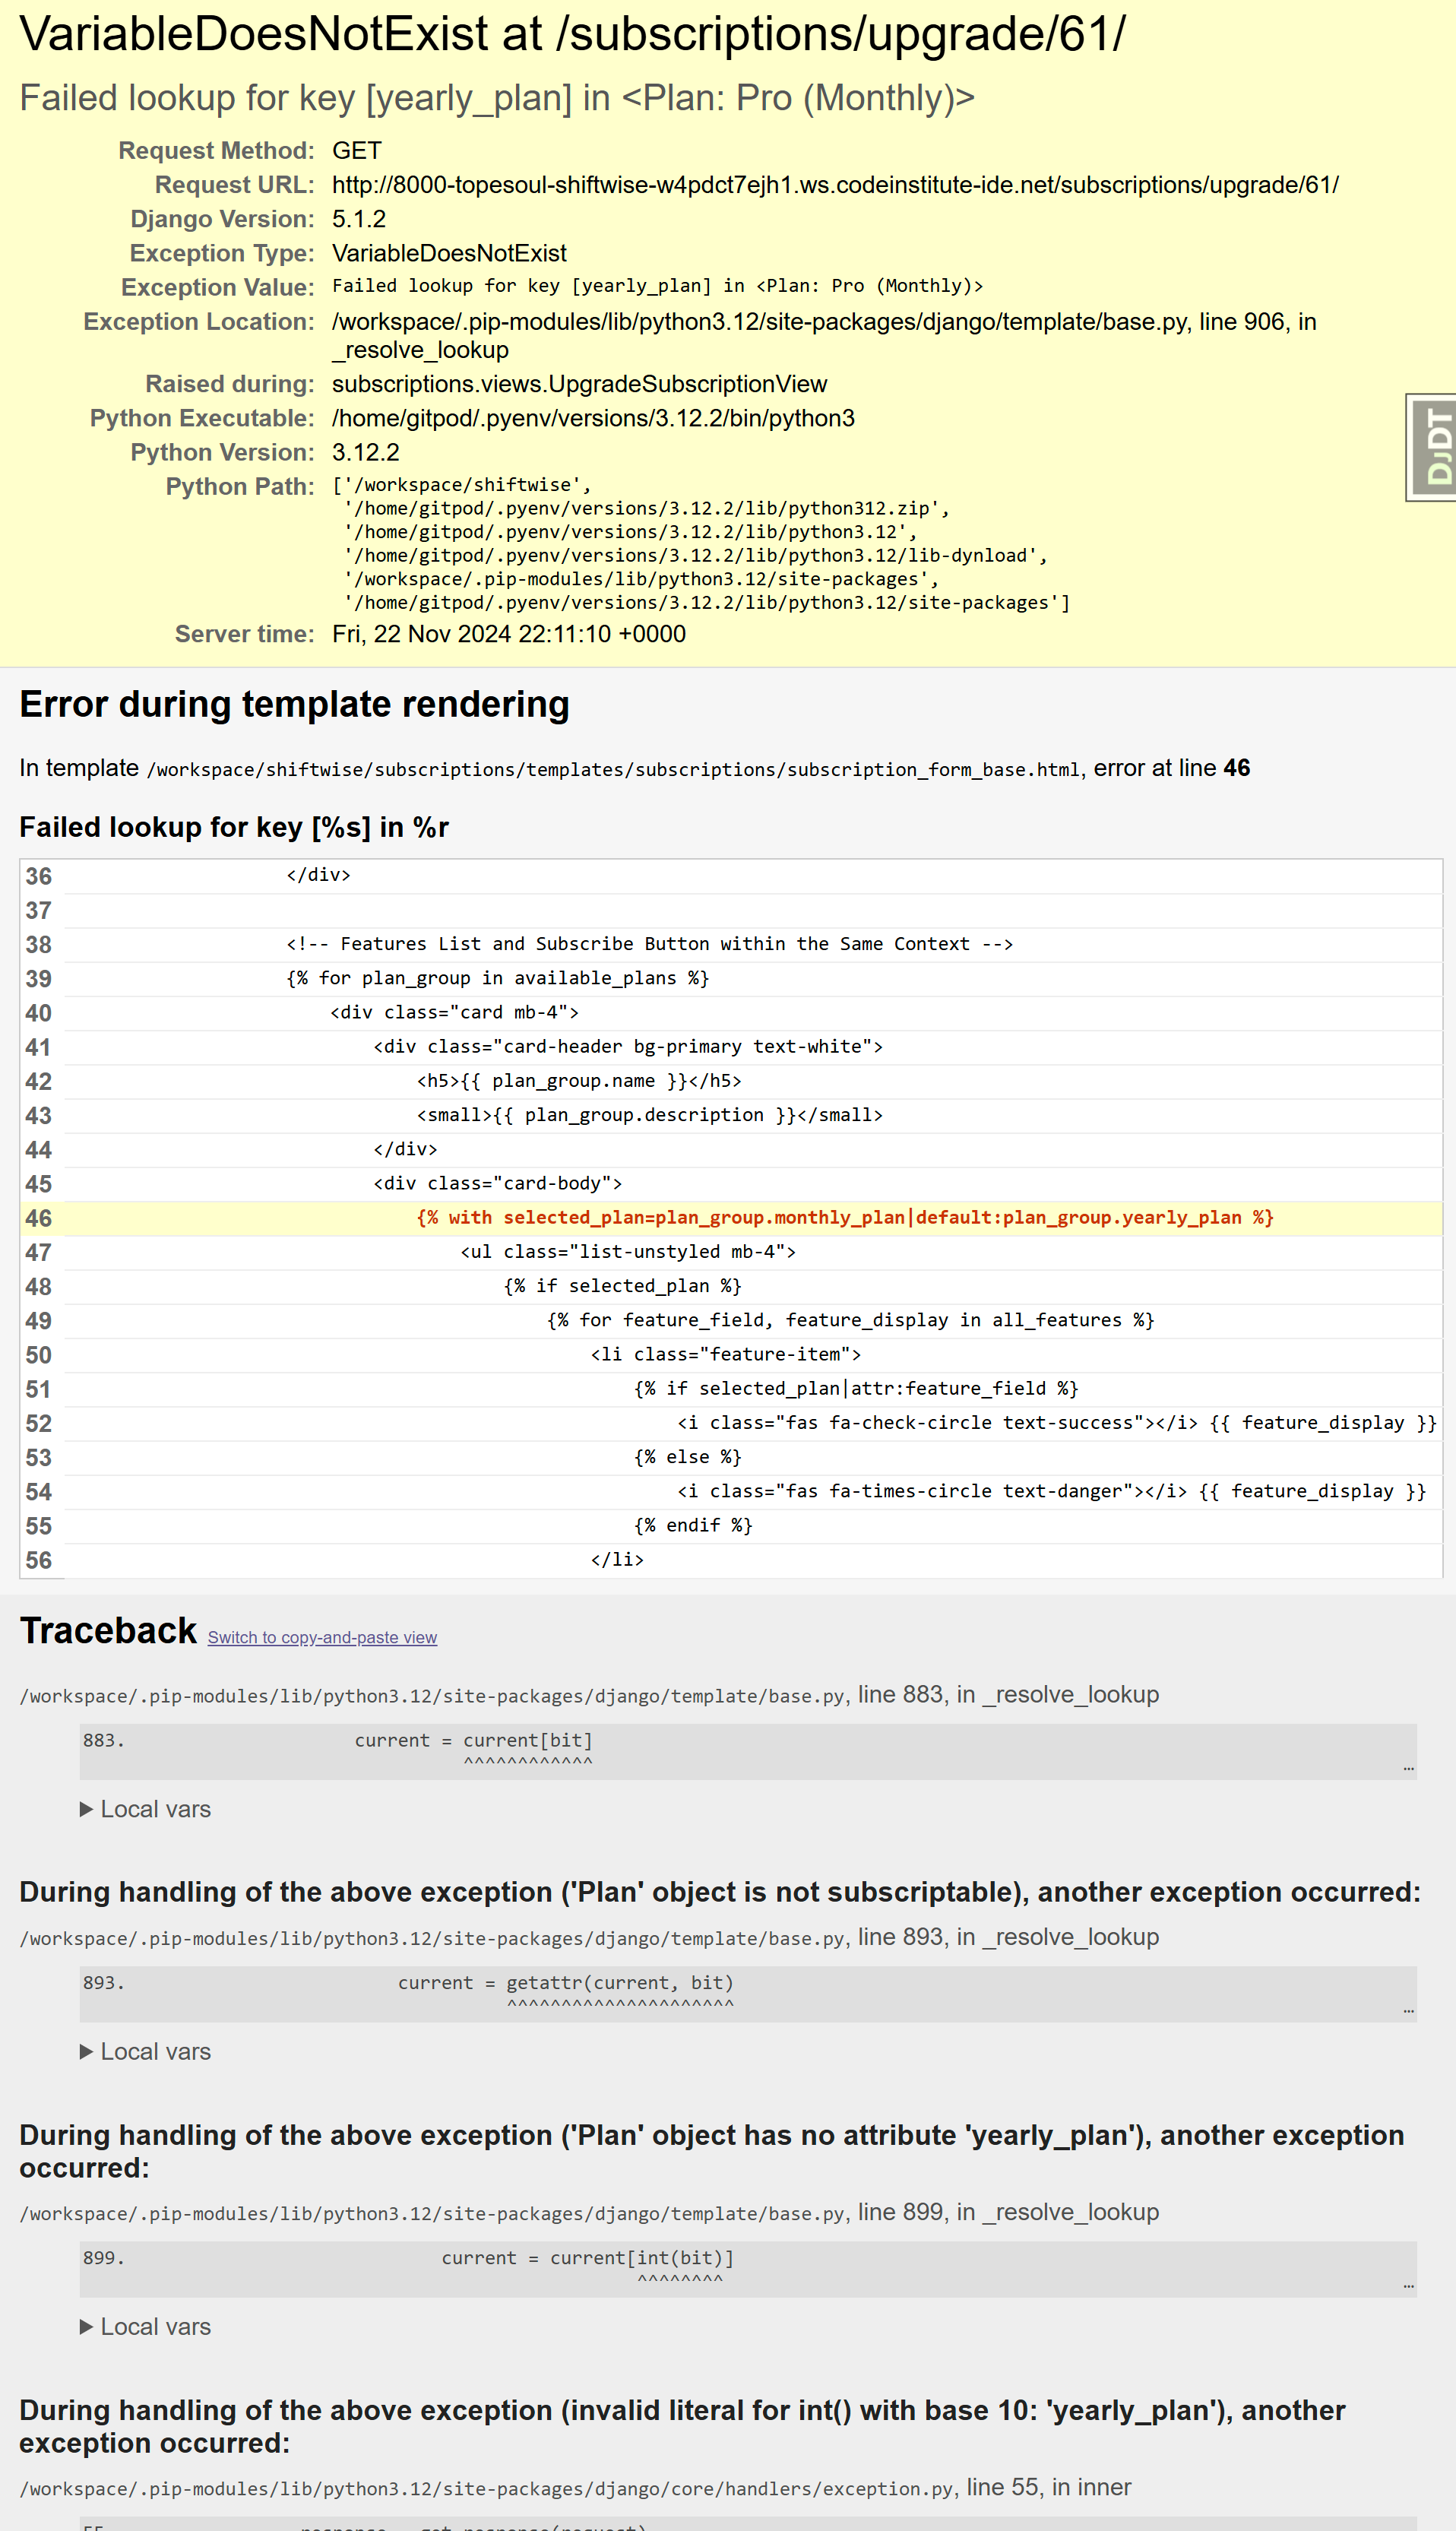 VariableDoesNotExist at /subscriptions/upgrade/61/
Failed lookup for key [yearly_plan] in <Plan: Pro (Monthly)>
Request Method: GET
Request URL: http://8000-topesoul-shiftwise-w4pdct7ejh1.ws.codeinstitute-ide.net/subscriptions/upgrade/61/
Django Version: 5.1.2
Exception Type: VariableDoesNotExist
Exception Value: Failed lookup for key [yearly_plan] in <Plan: Pro (Monthly)>
Exception Location: /workspace/.pip-modules/lib/python3.12/site-packages/django/template/base.py, line 906, in
_resolve_lookup
Raised during: subscriptions.views.UpgradeSubscriptionView
Python Executable: /home/gitpod/.pyenv/versions/3.12.2/bin/python3
DJDT
Python Version: 3.12.2
Python Path: ['/workspace/shiftwise',
'/home/gitpod/.pyenv/versions/3.12.2/lib/python312.zip',
'/home/gitpod/.pyenv/versions/3.12.2/lib/python3.12',
'/home/gitpod/.pyenv/versions/3.12.2/lib/python3.12/lib-dynload',
'/workspace/.pip-modules/lib/python3.12/site-packages',
'/home/gitpod/.pyenv/versions/3.12.2/lib/python3.12/site-packages']
Server time: Fri, 22 Nov 2024 22:11:10 +0000
Error during template rendering
In template /workspace/shiftwise/subscriptions/templates/subscriptions/subscription_form_base.html, error at line 46
Failed lookup for key [%s] in %r
36 </div>
37
38 <!-- Features List and Subscribe Button within the Same Context -->
39 {% for plan_group in available_plans %}
40 <div class="card mb-4">
41 <div class="card-header bg-primary text-white">
42 <h5>{{ plan_group.name }}</h5>
43 <small>{{ plan_group.description }}</small>
44 </div>
45 <div class="card-body">
46 {% with selected_plan=plan_group.monthly_plan|default:plan_group.yearly_plan %}
47 <ul class="list-unstyled mb-4">
48 {% if selected_plan %}
49 {% for feature_field, feature_display in all_features %}
50 <li class="feature-item">
51 {% if selected_plan|attr:feature_field %}
52 <i class="fas fa-check-circle text-success"></i> {{ feature_display }}
53 {% else %}
54 <i class="fas fa-times-circle text-danger"></i> {{ feature_display }}
55 {% endif %}
56 </li>
Traceback Switch to copy-and-paste view
/workspace/.pip-modules/lib/python3.12/site-packages/django/template/base.py, line 883, in _resolve_lookup
883. current = current[bit]
^^^^^^^^^^^^ …
▶ Local vars
During handling of the above exception ('Plan' object is not subscriptable), another exception occurred:
/workspace/.pip-modules/lib/python3.12/site-packages/django/template/base.py, line 893, in _resolve_lookup
893. current = getattr(current, bit)
^^^^^^^^^^^^^^^^^^^^^ …
▶ Local vars
During handling of the above exception ('Plan' object has no attribute 'yearly_plan'), another exception
occurred:
/workspace/.pip-modules/lib/python3.12/site-packages/django/template/base.py, line 899, in _resolve_lookup
899. current = current[int(bit)]
^^^^^^^^ …
▶ Local vars
During handling of the above exception (invalid literal for int() with base 10: 'yearly_plan'), another
exception occurred:
/workspace/.pip-modules/lib/python3.12/site-packages/django/core/handlers/exception.py, line 55, in inner